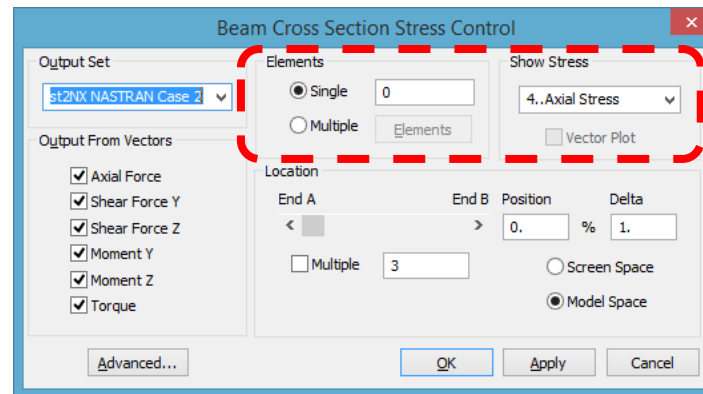 Beam Cross Section Stress Control
Output Set
st2NX NASTRAN Case 2
Output From Vectors
Axial Force
Shear Force Y
Shear Force Z
Moment Y
Moment Z
Torque
Elements
Single 0
Multiple Elements
Show Stress
4..Axial Stress
Vector Plot
Location
End A End B Position Delta
0. % 1.
Multiple 3
Screen Space
Model Space
Advanced...
OK Apply Cancel